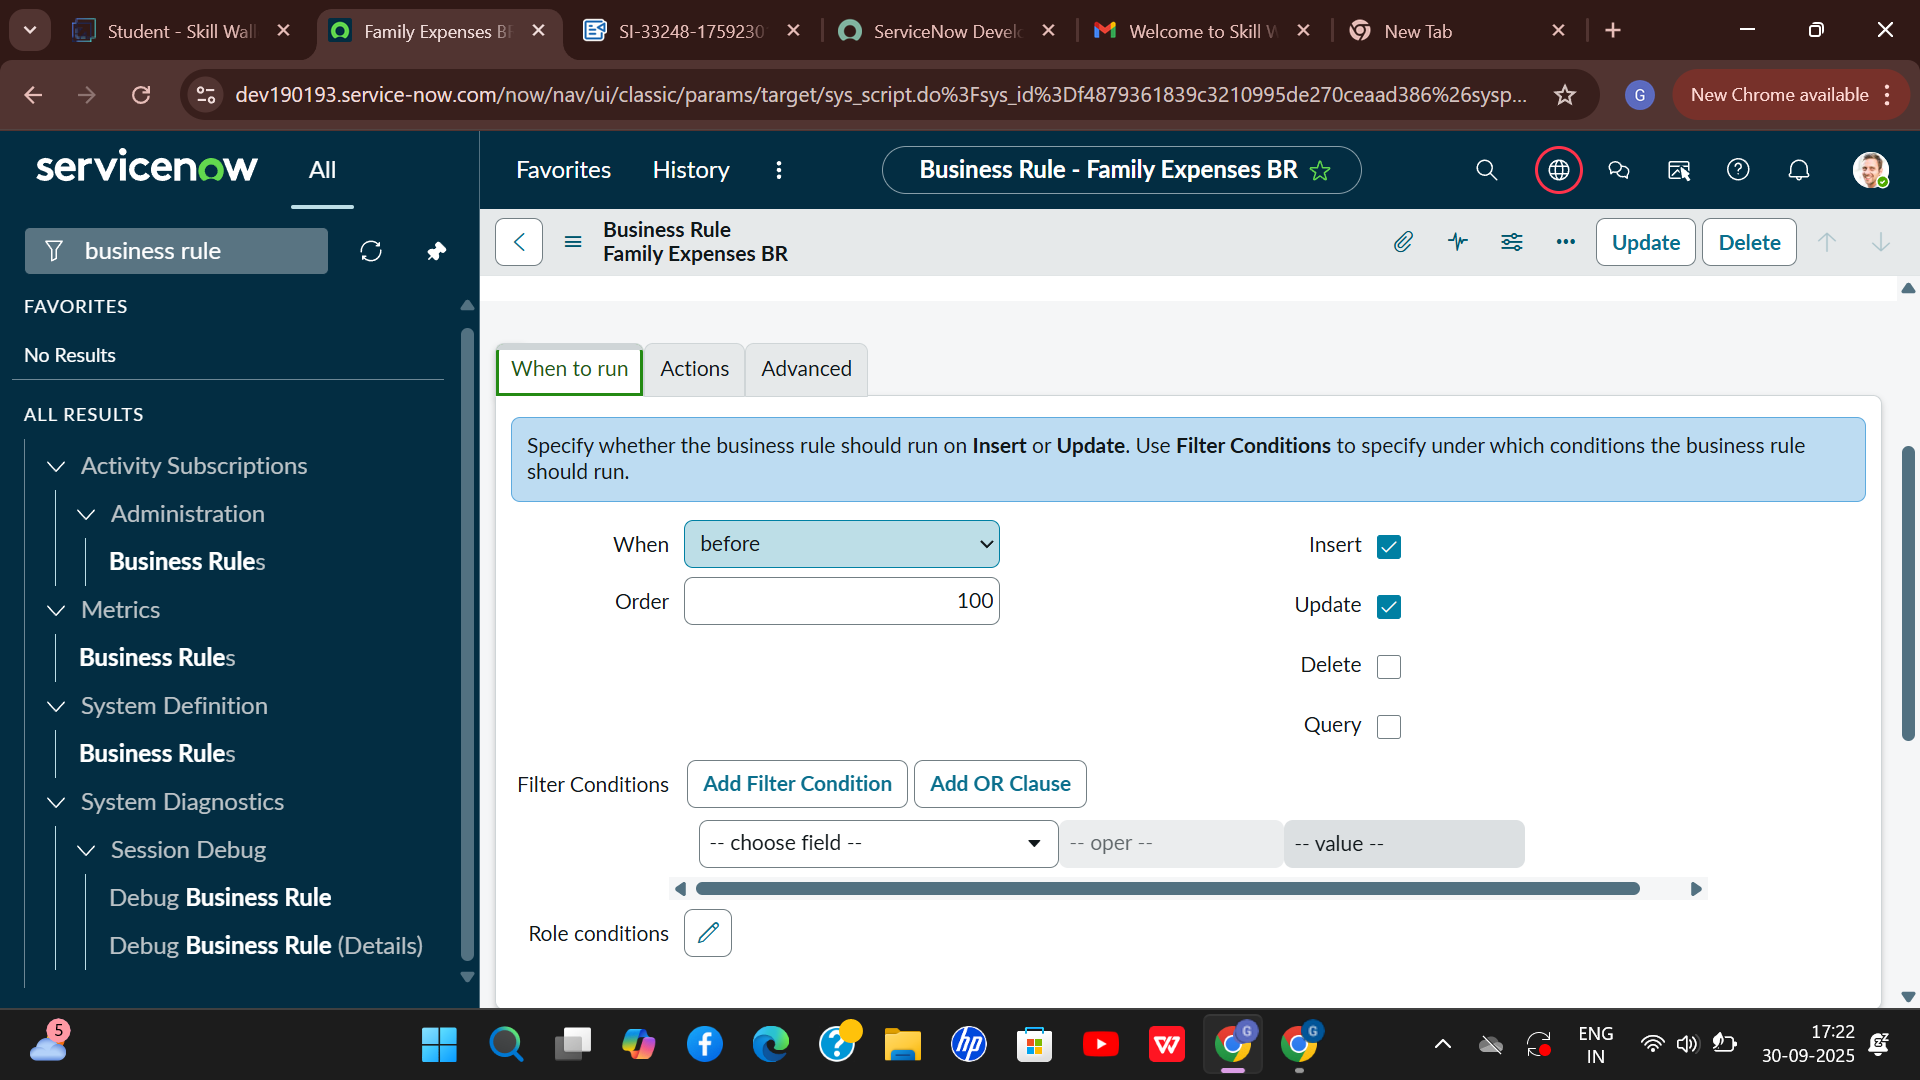 Student - Skill Wall
Family Expenses BR
SI-33248-1759230
ServiceNow Develo
Welcome to Skill W
New Tab
dev190193.service-now.com/now/nav/ui/classic/params/target/sys_script.do%3Fsys_id%3Df4879361839c3210995de270ceaad386%26sysp...
G
New Chrome available
servicenow
All
Favorites
History
Business Rule - Family Expenses BR
business rule
Business Rule
Family Expenses BR
Update
Delete
FAVORITES
No Results
ALL RESULTS
Activity Subscriptions
Administration
Business Rules
Metrics
Business Rules
System Definition
Business Rules
System Diagnostics
Session Debug
Debug Business Rule
Debug Business Rule (Details)
When to run
Actions
Advanced
Specify whether the business rule should run on Insert or Update. Use Filter Conditions to specify under which conditions the business rule
should run.
When
before
Insert
Order
100
Update
Delete
Query
Filter Conditions
Add Filter Condition
Add OR Clause
-- choose field --
-- oper --
-- value --
Role conditions
5
hp
G
G
ENG
IN
17:22
30-09-2025